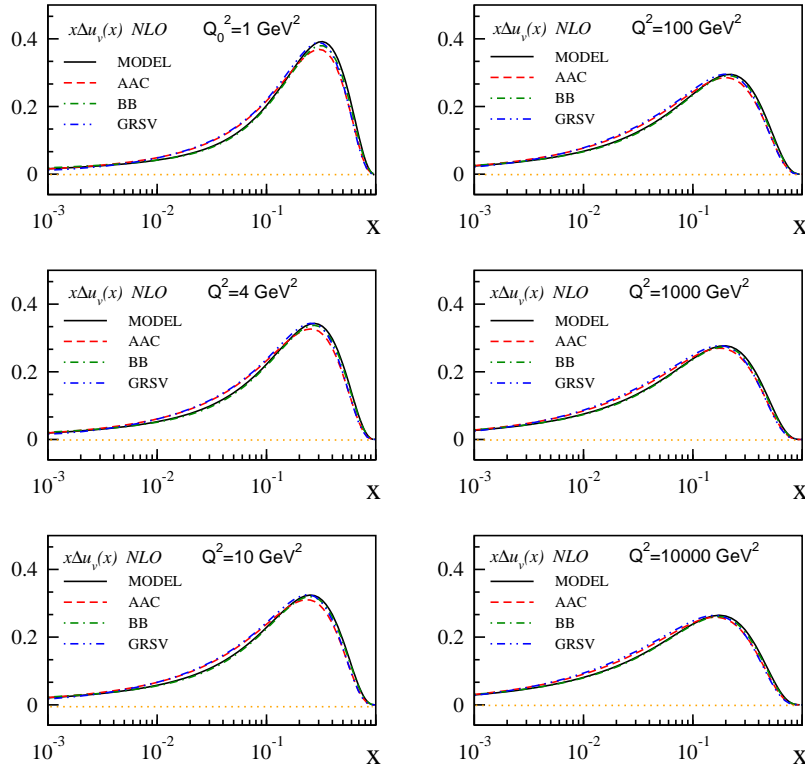 xΔu_v(x) NLO Q_0^2=1 GeV^2
MODEL
AAC
BB
GRSV
0.4
0.2
0
10^-3 10^-2 10^-1 x
xΔu_v(x) NLO Q^2=100 GeV^2
MODEL
AAC
BB
GRSV
0.4
0.2
0
10^-3 10^-2 10^-1 x
xΔu_v(x) NLO Q^2=4 GeV^2
MODEL
AAC
BB
GRSV
0.4
0.2
0
10^-3 10^-2 10^-1 x
xΔu_v(x) NLO Q^2=1000 GeV^2
MODEL
AAC
BB
GRSV
0.4
0.2
0
10^-3 10^-2 10^-1 x
xΔu_v(x) NLO Q^2=10 GeV^2
MODEL
AAC
BB
GRSV
0.4
0.2
0
10^-3 10^-2 10^-1 x
xΔu_v(x) NLO Q^2=10000 GeV^2
MODEL
AAC
BB
GRSV
0.4
0.2
0
10^-3 10^-2 10^-1 x